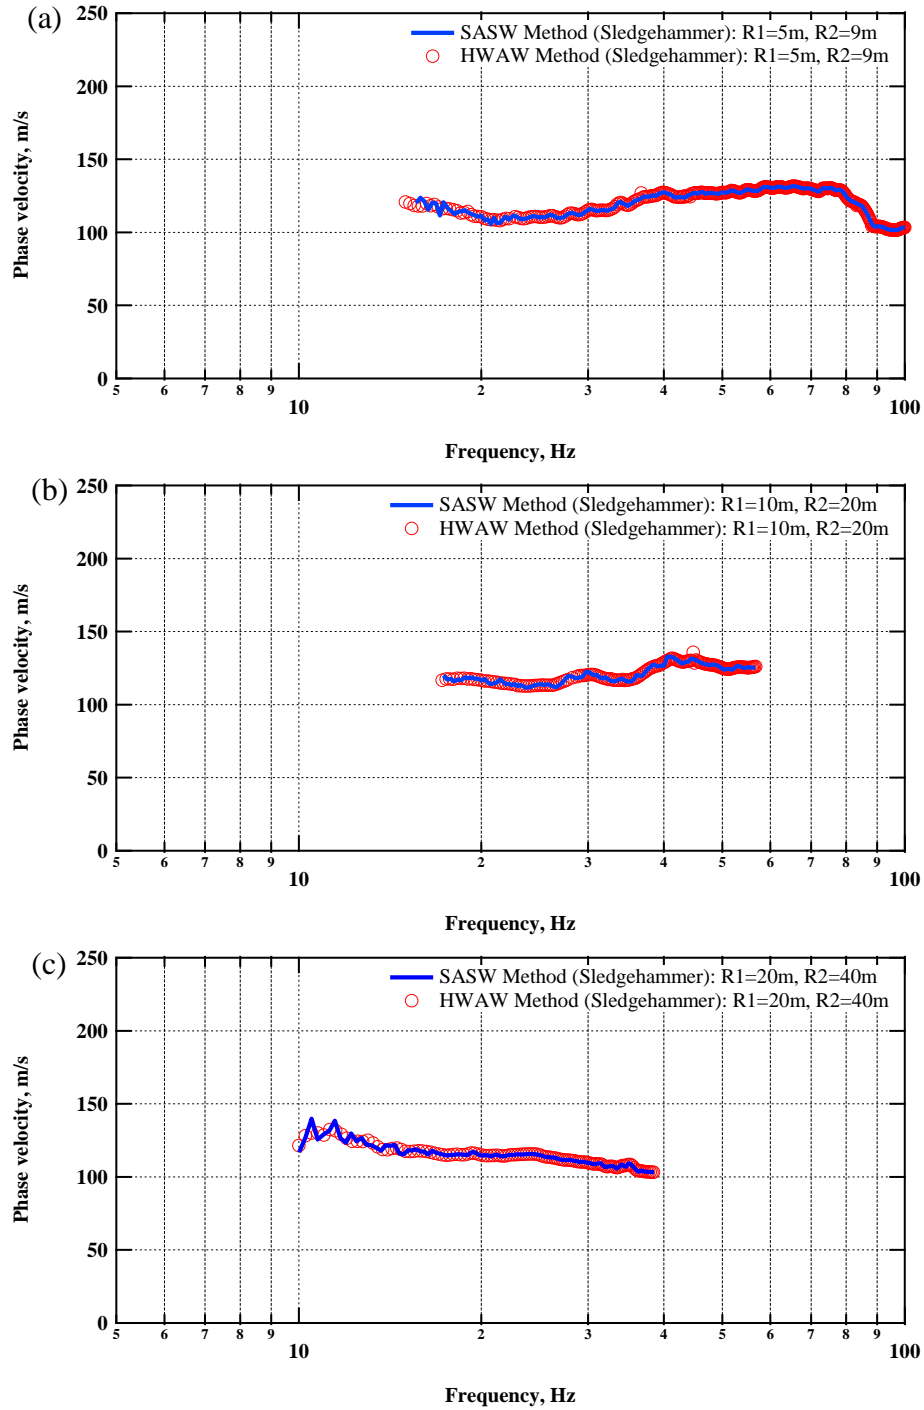 (a)
SASW Method (Sledgehammer): R1=5m, R2=9m
HWAW Method (Sledgehammer): R1=5m, R2=9m
250
200
150
100
50
0
Phase velocity, m/s
5 6 7 8 9 2 3 4 5 6 7 8 9
10 100
Frequency, Hz
(b)
SASW Method (Sledgehammer): R1=10m, R2=20m
HWAW Method (Sledgehammer): R1=10m, R2=20m
250
200
150
100
50
0
Phase velocity, m/s
5 6 7 8 9 2 3 4 5 6 7 8 9
10 100
Frequency, Hz
(c)
SASW Method (Sledgehammer): R1=20m, R2=40m
HWAW Method (Sledgehammer): R1=20m, R2=40m
250
200
150
100
50
0
Phase velocity, m/s
5 6 7 8 9 2 3 4 5 6 7 8 9
10 100
Frequency, Hz